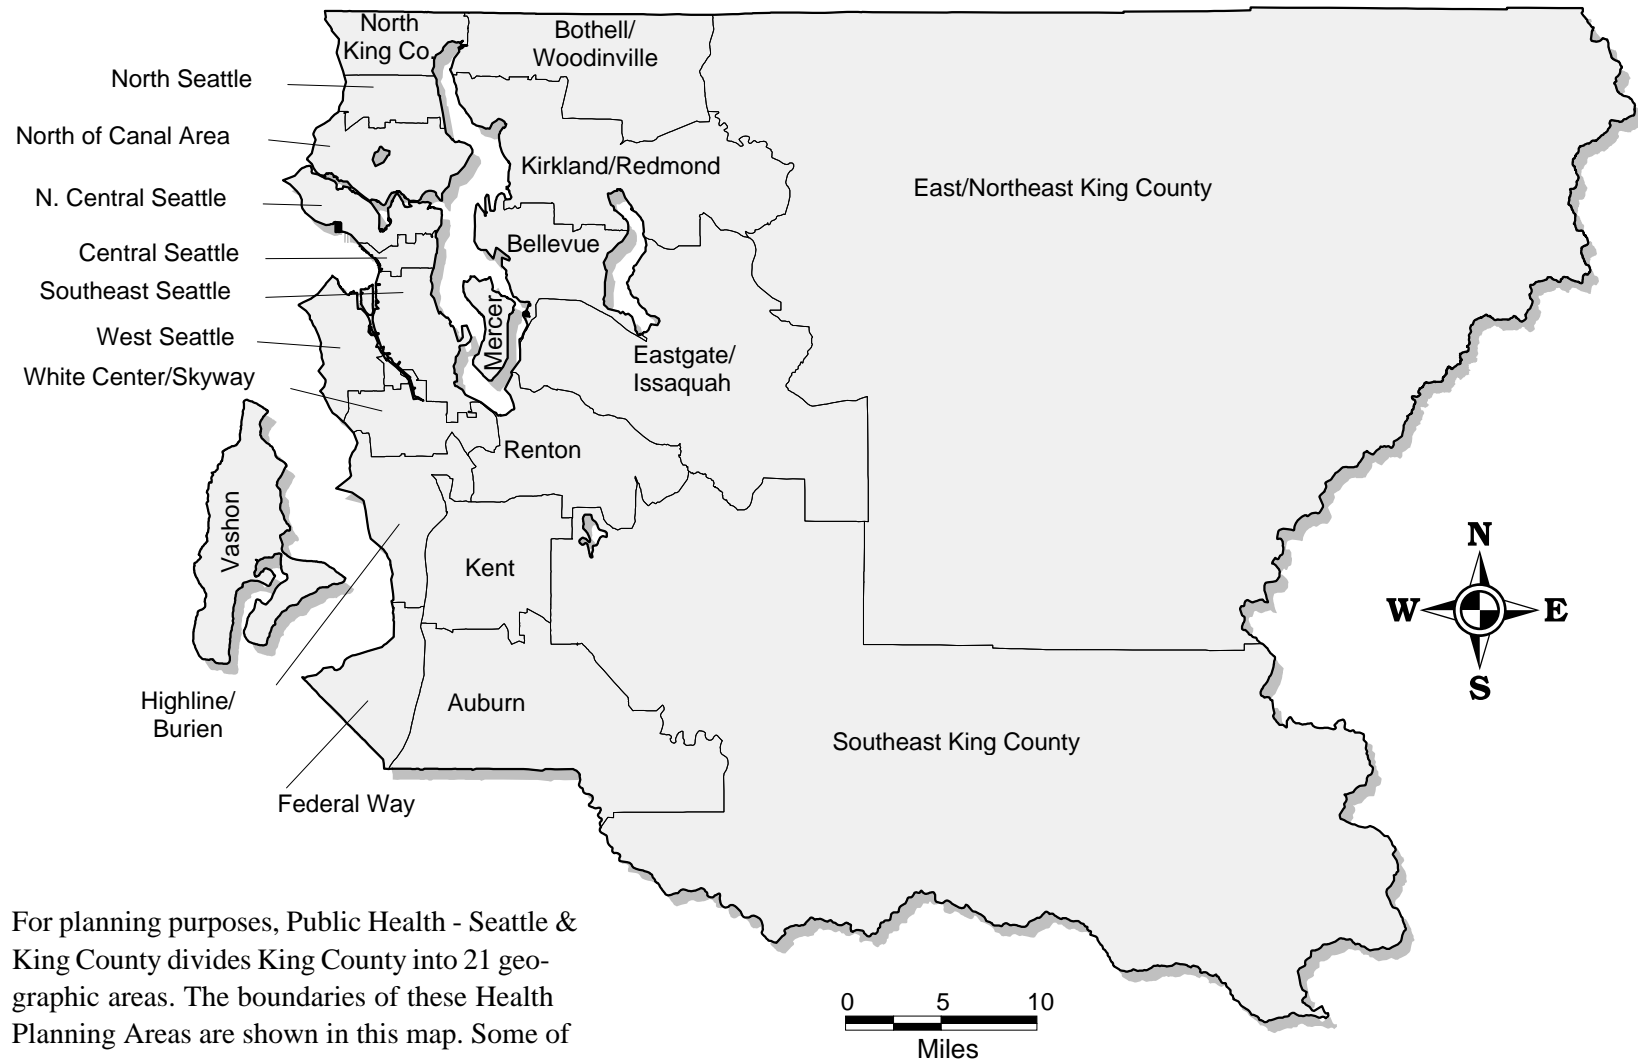 North
King Co.
Bothell/
Woodinville
North Seattle
North of Canal Area
Kirkland/Redmond
East/Northeast King County
N. Central Seattle
Bellevue
Central Seattle
Southeast Seattle
Mercer
West Seattle
Eastgate/
Issaquah
White Center/Skyway
Renton
Vashon
Kent
N
W
E
S
Highline/
Burien
Auburn
Southeast King County
Federal Way
For planning purposes, Public Health - Seattle &
King County divides King County into 21 geo-
graphic areas. The boundaries of these Health
Planning Areas are shown in this map. Some of
0 5 10
Miles